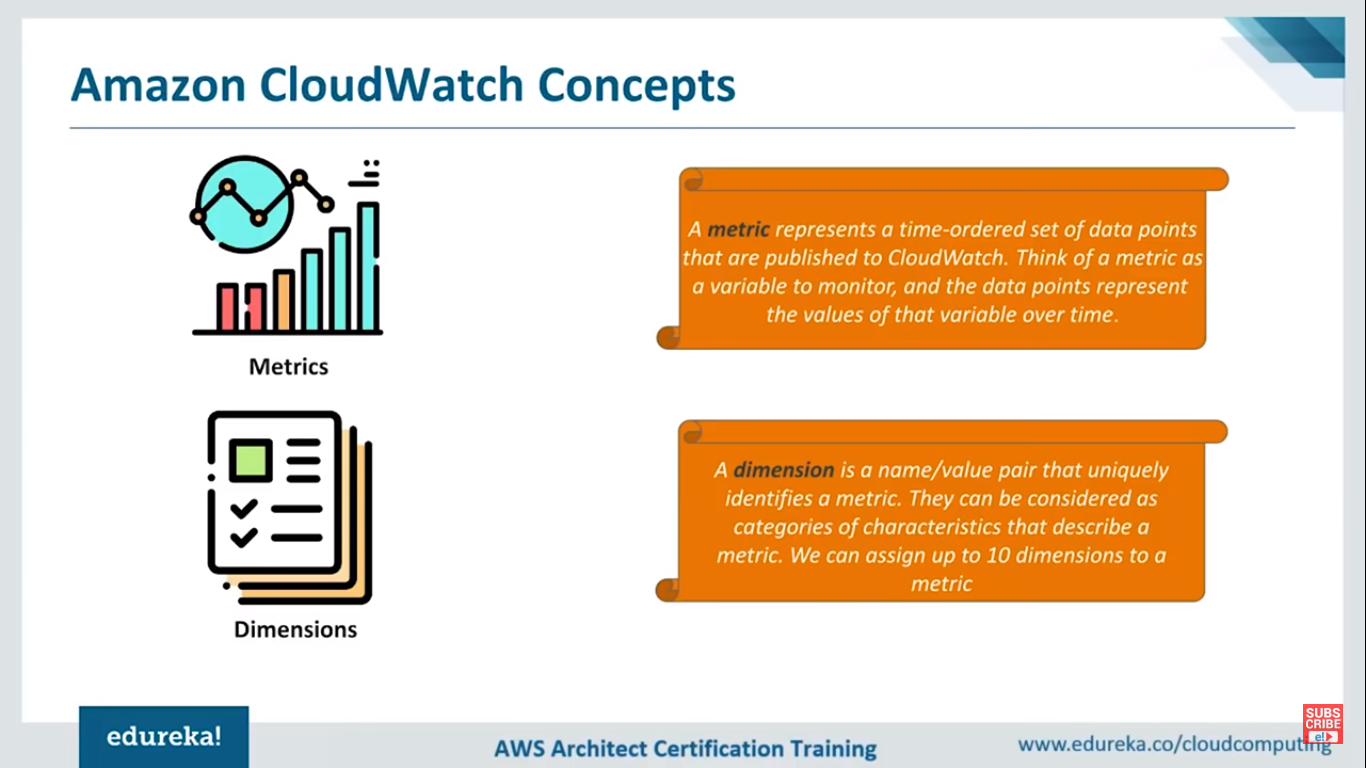 Amazon CloudWatch Concepts
A metric represents a time-ordered set of data points
that are published to CloudWatch. Think of a metric as
a variable to monitor, and the data points represent
the values of that variable over time.
Metrics
A dimension is a name/value pair that uniquely
identifies a metric. They can be considered as
categories of characteristics that describe a
metric. We can assign up to 10 dimensions to a
metric
Dimensions
edureka!
AWS Architect Certification Training
www.edureka.co/cloudcomputing
SUBS
CRIBE
e!